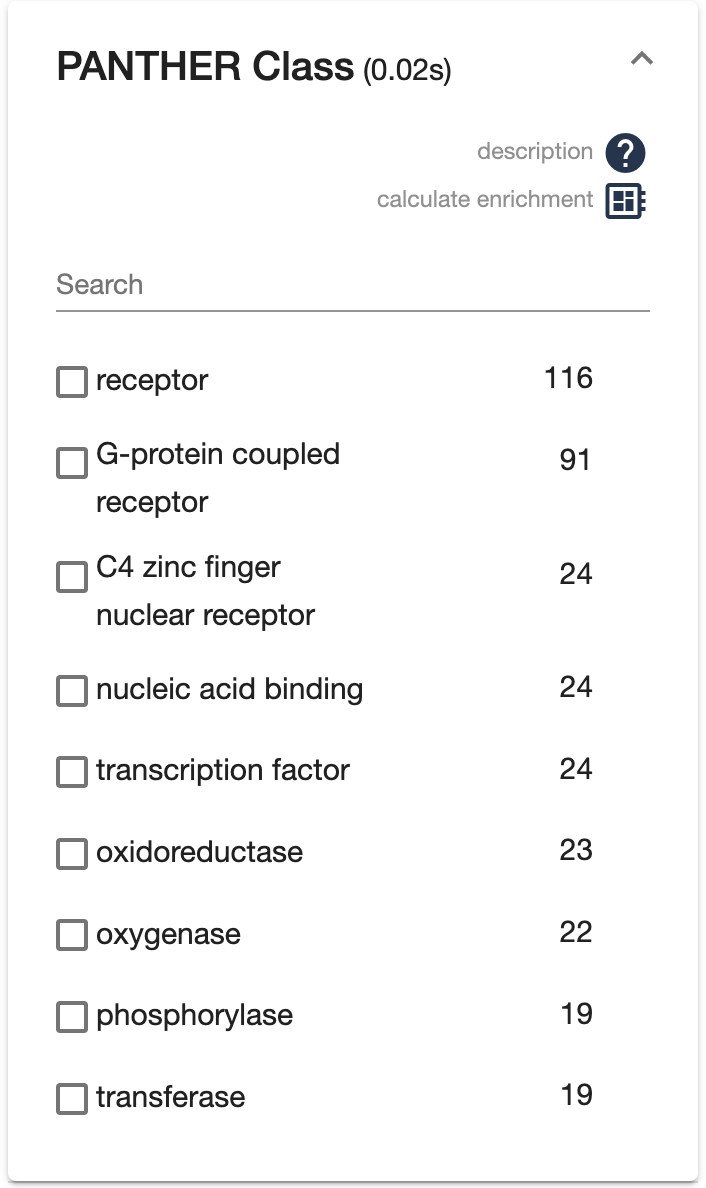 PANTHER Class (0.02s)
description
calculate enrichment
Search
receptor 116
G-protein coupled 91
receptor
C4 zinc finger 24
nuclear receptor
nucleic acid binding 24
transcription factor 24
oxidoreductase 23
oxygenase 22
phosphorylase 19
transferase 19